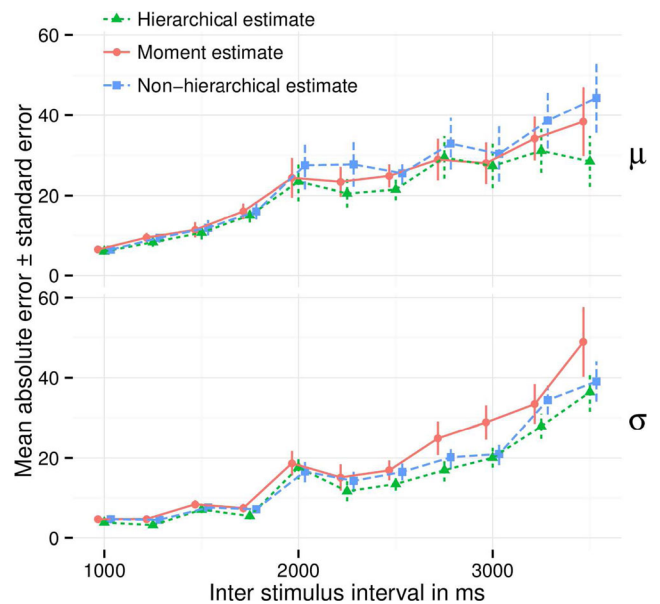 Hierarchical estimate
Moment estimate
Non-hierarchical estimate
60
40
20
0
μ
60
40
20
0
σ
Mean absolute error ± standard error
1000
2000
3000
Inter stimulus interval in ms